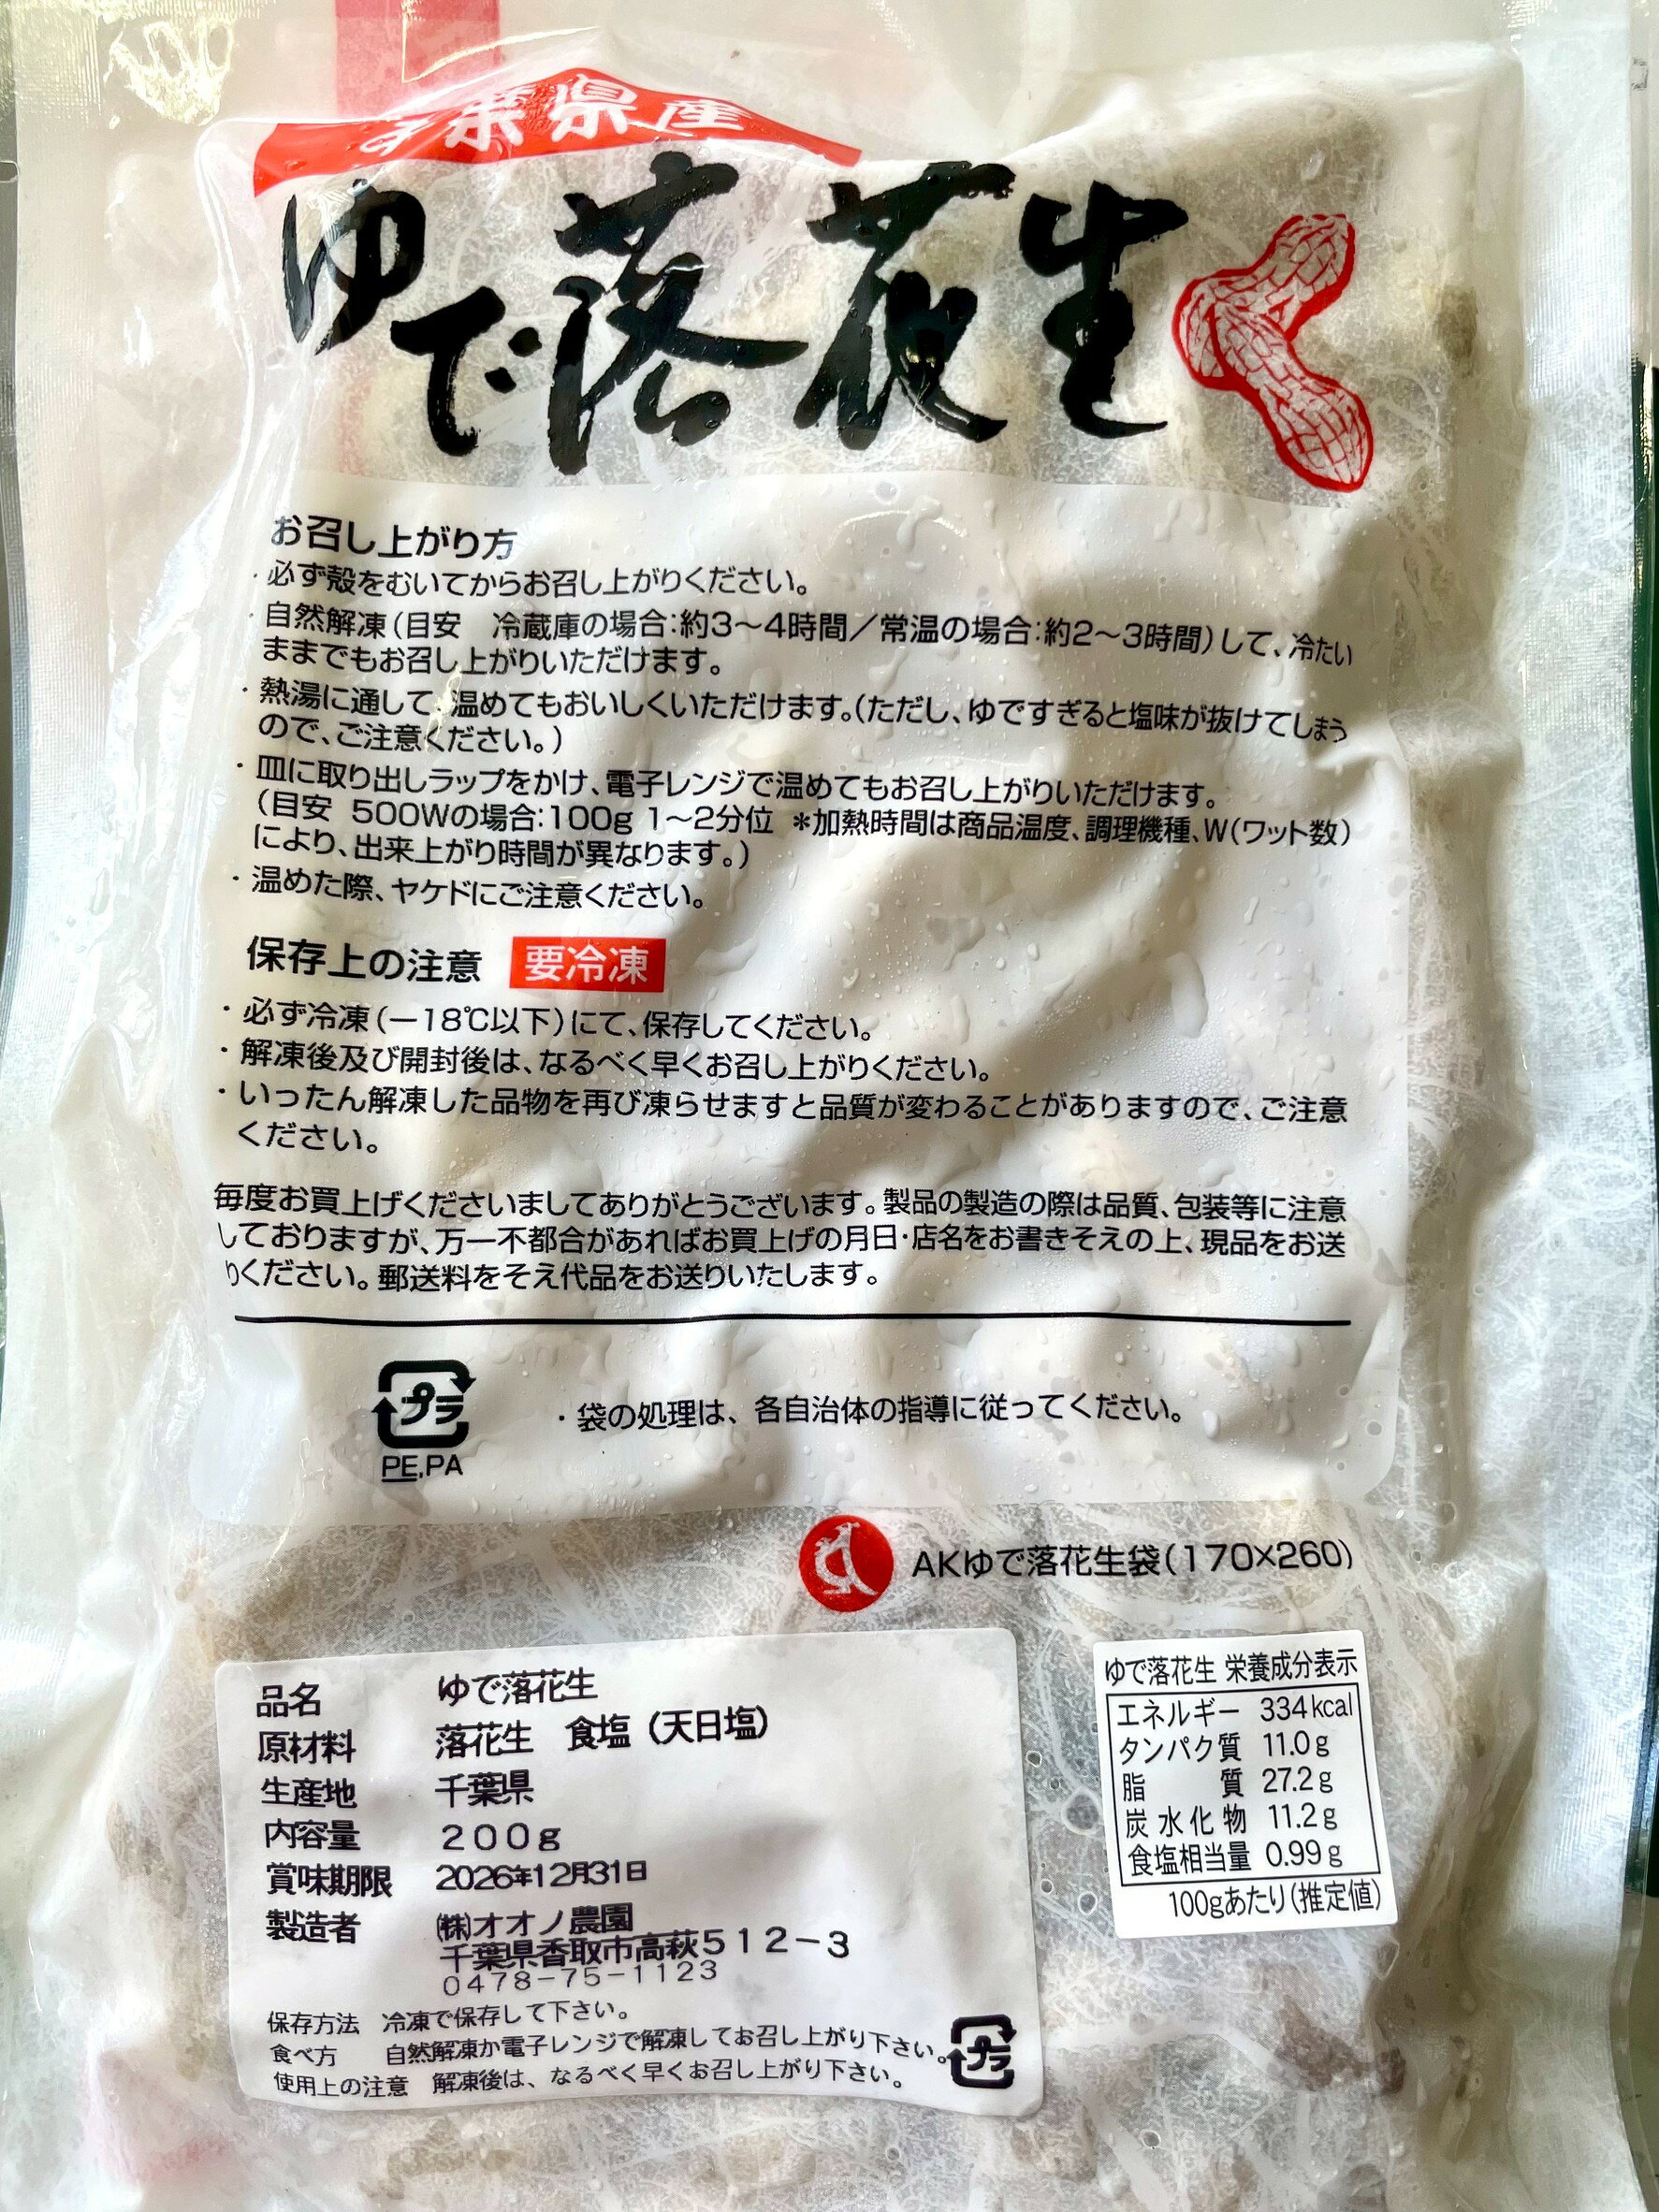 千葉県産
ゆで落花生
お召し上がり方
・必ず殻をむいてからお召し上がりください。
・自然解凍(目安 冷蔵庫の場合:約3〜4時間/常温の場合:約2〜3時間)して、冷たい
ままでもお召し上がりいただけます。
・熱湯に通して、温めてもおいしくいただけます。(ただし、ゆですぎると塩味が抜けてしまう
ので、ご注意ください。)
・皿に取り出しラップをかけ、電子レンジで温めてもお召し上がりいただけます。
(目安 500Wの場合:100g 1〜2分位 *加熱時間は商品温度、調理機種、W(ワット数)
により、出来上がり時間が異なります。)
・温めた際、ヤケドにご注意ください。
保存上の注意 要冷凍
・必ず冷凍(−18℃以下)にて、保存してください。
・解凍後及び開封後は、なるべく早くお召し上がりください。
・いったん解凍した品物を再び凍らせますと品質が変わることがありますので、ご注意
ください。
毎度お買上げくださいましてありがとうございます。製品の製造の際は品質、包装等に注意
しておりますが、万一不都合があればお買上げの月日・店名をお書きそえの上、現品をお送
りください。郵送料をそえ代品をお送りいたします。
プラ
PE,PA
・袋の処理は、各自治体の指導に従ってください。
AKゆで落花生袋(170×260)
品名 ゆで落花生
原材料 落花生 食塩(天日塩)
生産地 千葉県
内容量 200g
賞味期限 2026年12月31日
製造者 ㈱オオノ農園
千葉県香取市高萩512−3
0478−75−1123
保存方法 冷凍で保存して下さい。
食べ方 自然解凍か電子レンジで解凍してお召し上がり下さい。
使用上の注意 解凍後は、なるべく早くお召し上がり下さい。
プラ
ゆで落花生 栄養成分表示
エネルギー 334kcal
タンパク質 11.0g
脂質 27.2g
炭水化物 11.2g
食塩相当量 0.99g
100gあたり(推定値)